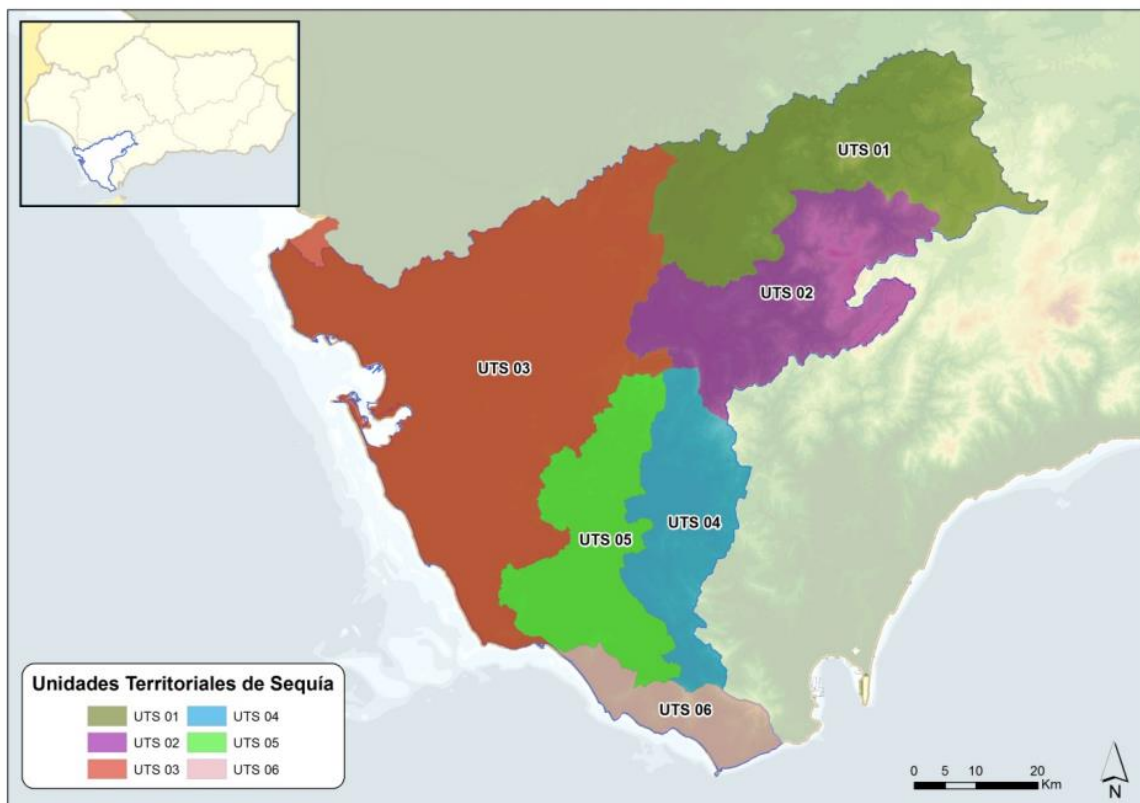 UTS 01
UTS 02
UTS 03
UTS 04
UTS 05
UTS 06
Unidades Territoriales de Sequía
UTS 01 UTS 04
UTS 02 UTS 05
UTS 03 UTS 06
0 5 10 20
Km
N